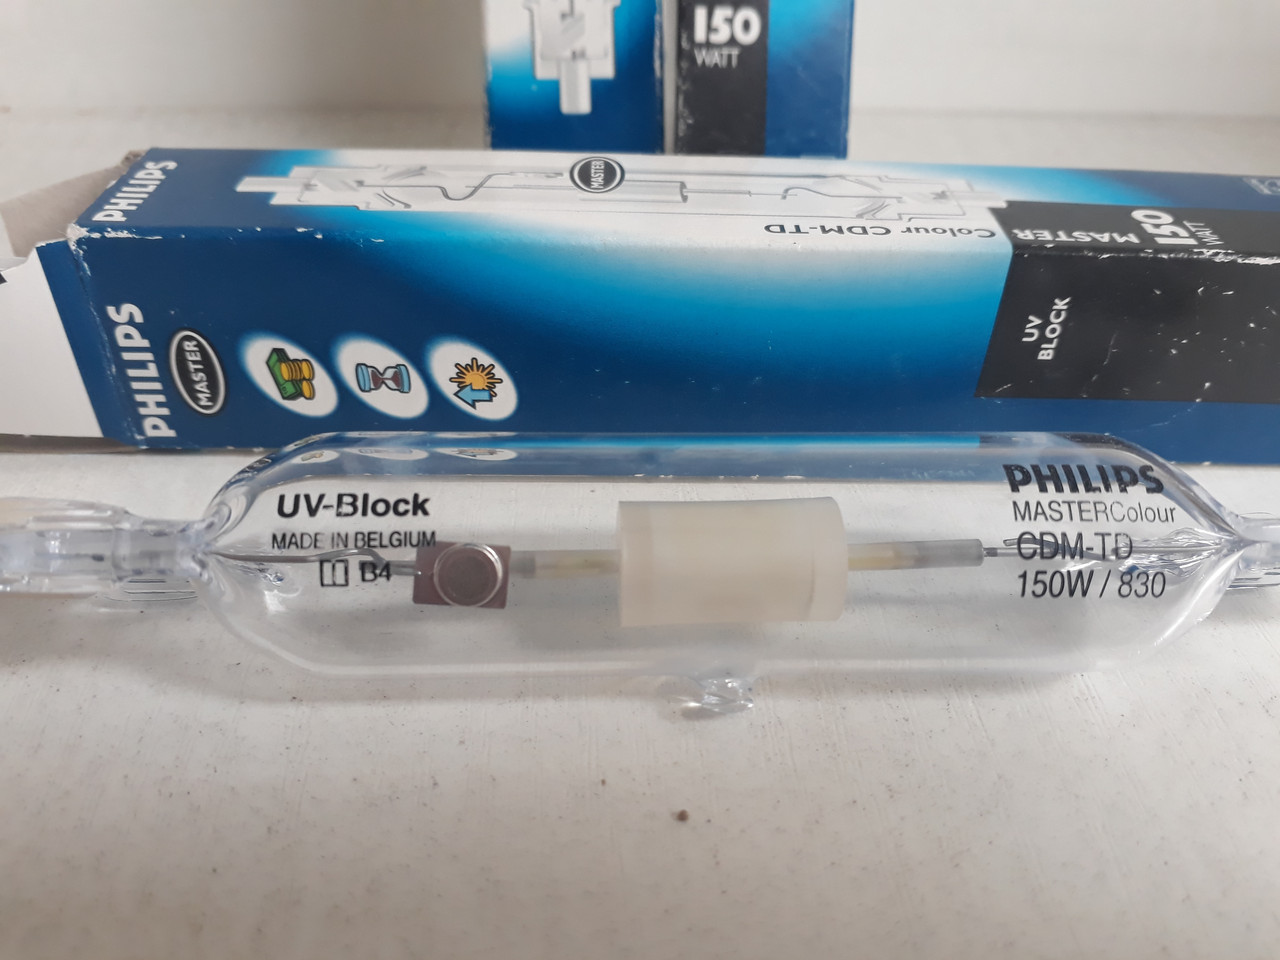 150
WATT
PHILIPS
MASTER
Colour CDM-TD
MASTER
150
WATT
PHILIPS
MASTER
UV
BLOCK
UV-Block
MADE IN BELGIUM
B4
PHILIPS
MASTERColour
CDM-TD
150W / 830